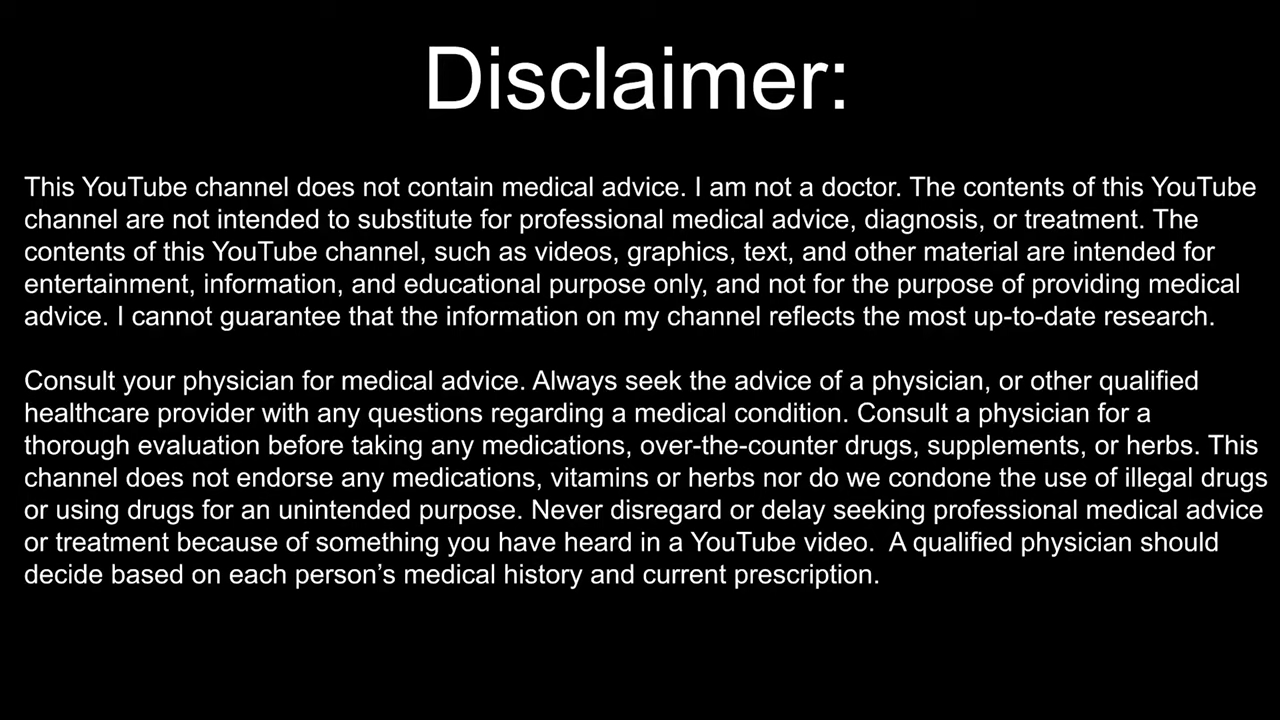 Disclaimer:
This YouTube channel does not contain medical advice. I am not a doctor. The contents of this YouTube
channel are not intended to substitute for professional medical advice, diagnosis, or treatment. The
contents of this YouTube channel, such as videos, graphics, text, and other material are intended for
entertainment, information, and educational purpose only, and not for the purpose of providing medical
advice. I cannot guarantee that the information on my channel reflects the most up-to-date research.
Consult your physician for medical advice. Always seek the advice of a physician, or other qualified
healthcare provider with any questions regarding a medical condition. Consult a physician for a
thorough evaluation before taking any medications, over-the-counter drugs, supplements, or herbs. This
channel does not endorse any medications, vitamins or herbs nor do we condone the use of illegal drugs
or using drugs for an unintended purpose. Never disregard or delay seeking professional medical advice
or treatment because of something you have heard in a YouTube video.  A qualified physician should
decide based on each person’s medical history and current prescription.